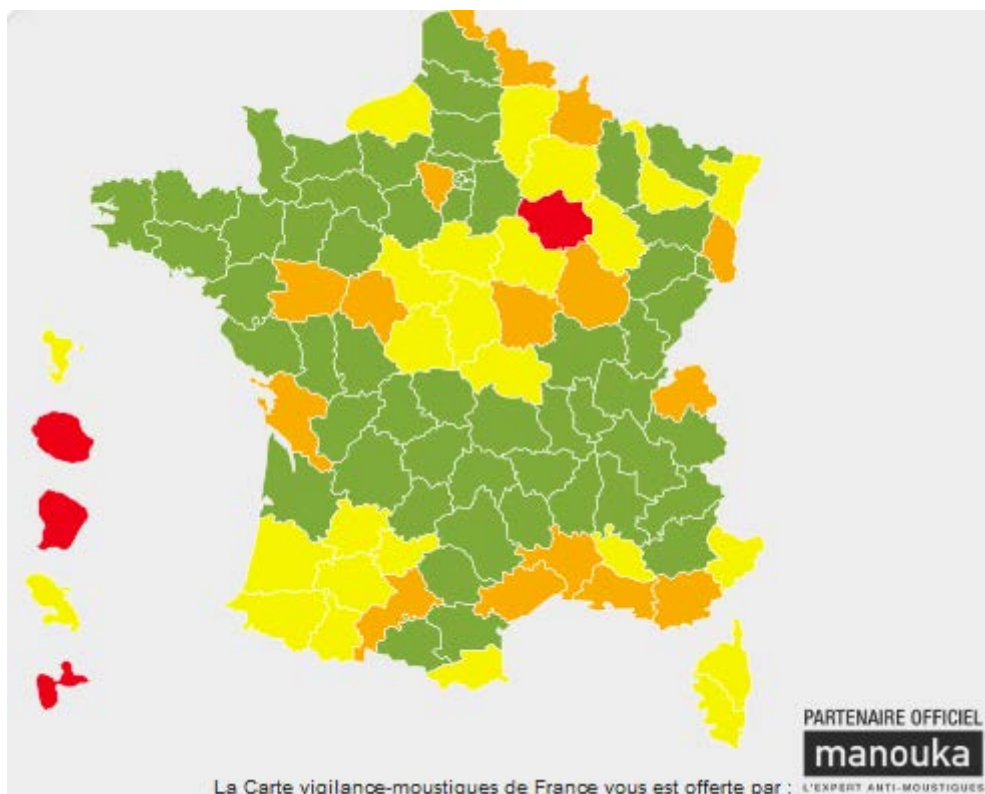 PARTENAIRE OFFICIEL
manouka
L'EXPERT ANTI-MOUSTIQUES
La Carte vigilance-moustiques de France vous est offerte par :